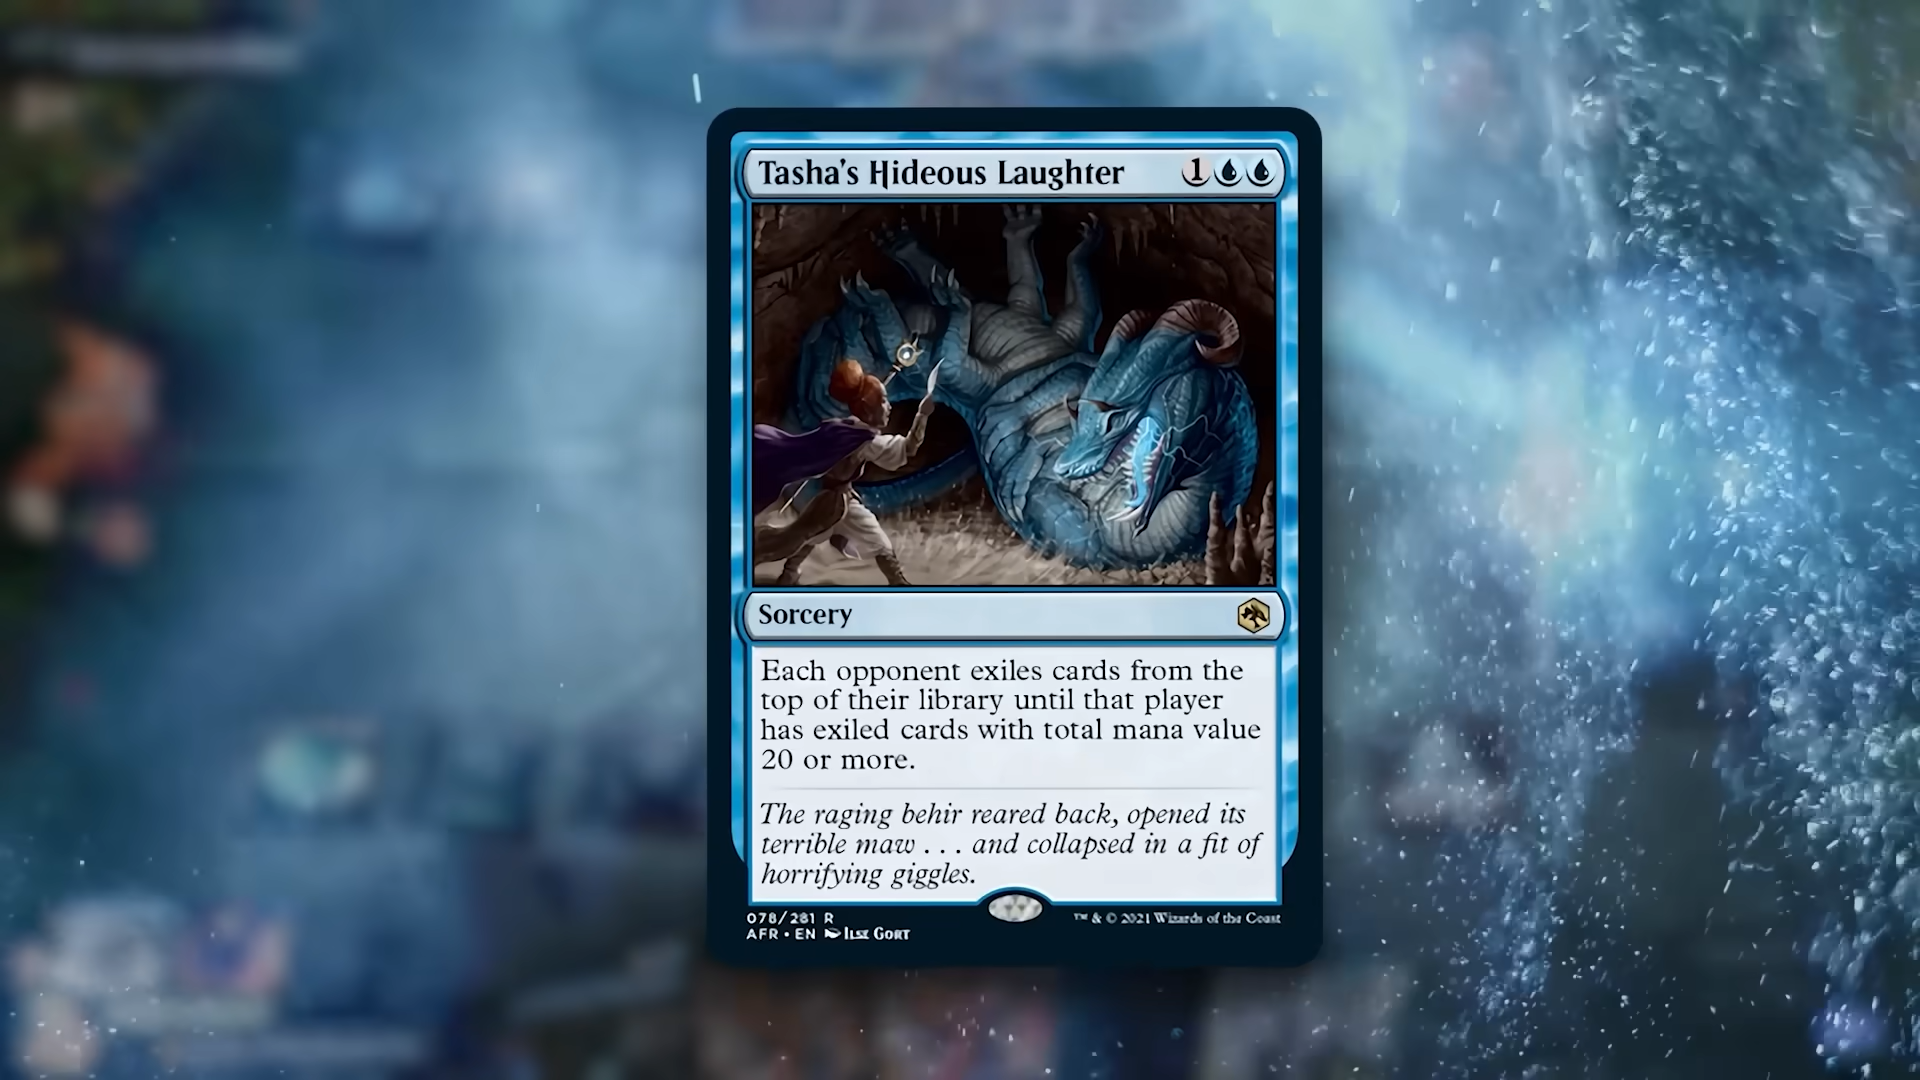 Tasha's Hideous Laughter 1
Sorcery
Each opponent exiles cards from the
top of their library until that player
has exiled cards with total mana value
20 or more.
The raging behir reared back, opened its
terrible maw . . . and collapsed in a fit of
horrifying giggles.
078/281 R
AFR • EN Ilse Gort
™ & © 2021 Wizards of the Coast